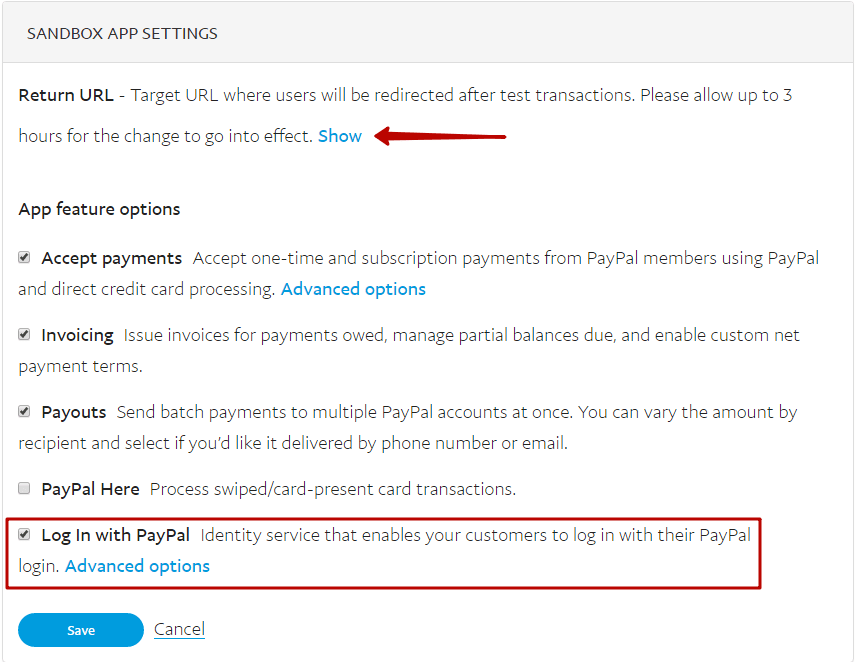 SANDBOX APP SETTINGS
Return URL - Target URL where users will be redirected after test transactions. Please allow up to 3
hours for the change to go into effect. Show
App feature options
Accept payments Accept one-time and subscription payments from PayPal members using PayPal
and direct credit card processing. Advanced options
Invoicing Issue invoices for payments owed, manage partial balances due, and enable custom net
payment terms.
Payouts Send batch payments to multiple PayPal accounts at once. You can vary the amount by
recipient and select if you'd like it delivered by phone number or email.
PayPal Here Process swiped/card-present card transactions.
Log In with PayPal Identity service that enables your customers to log in with their PayPal
login. Advanced options
Save Cancel